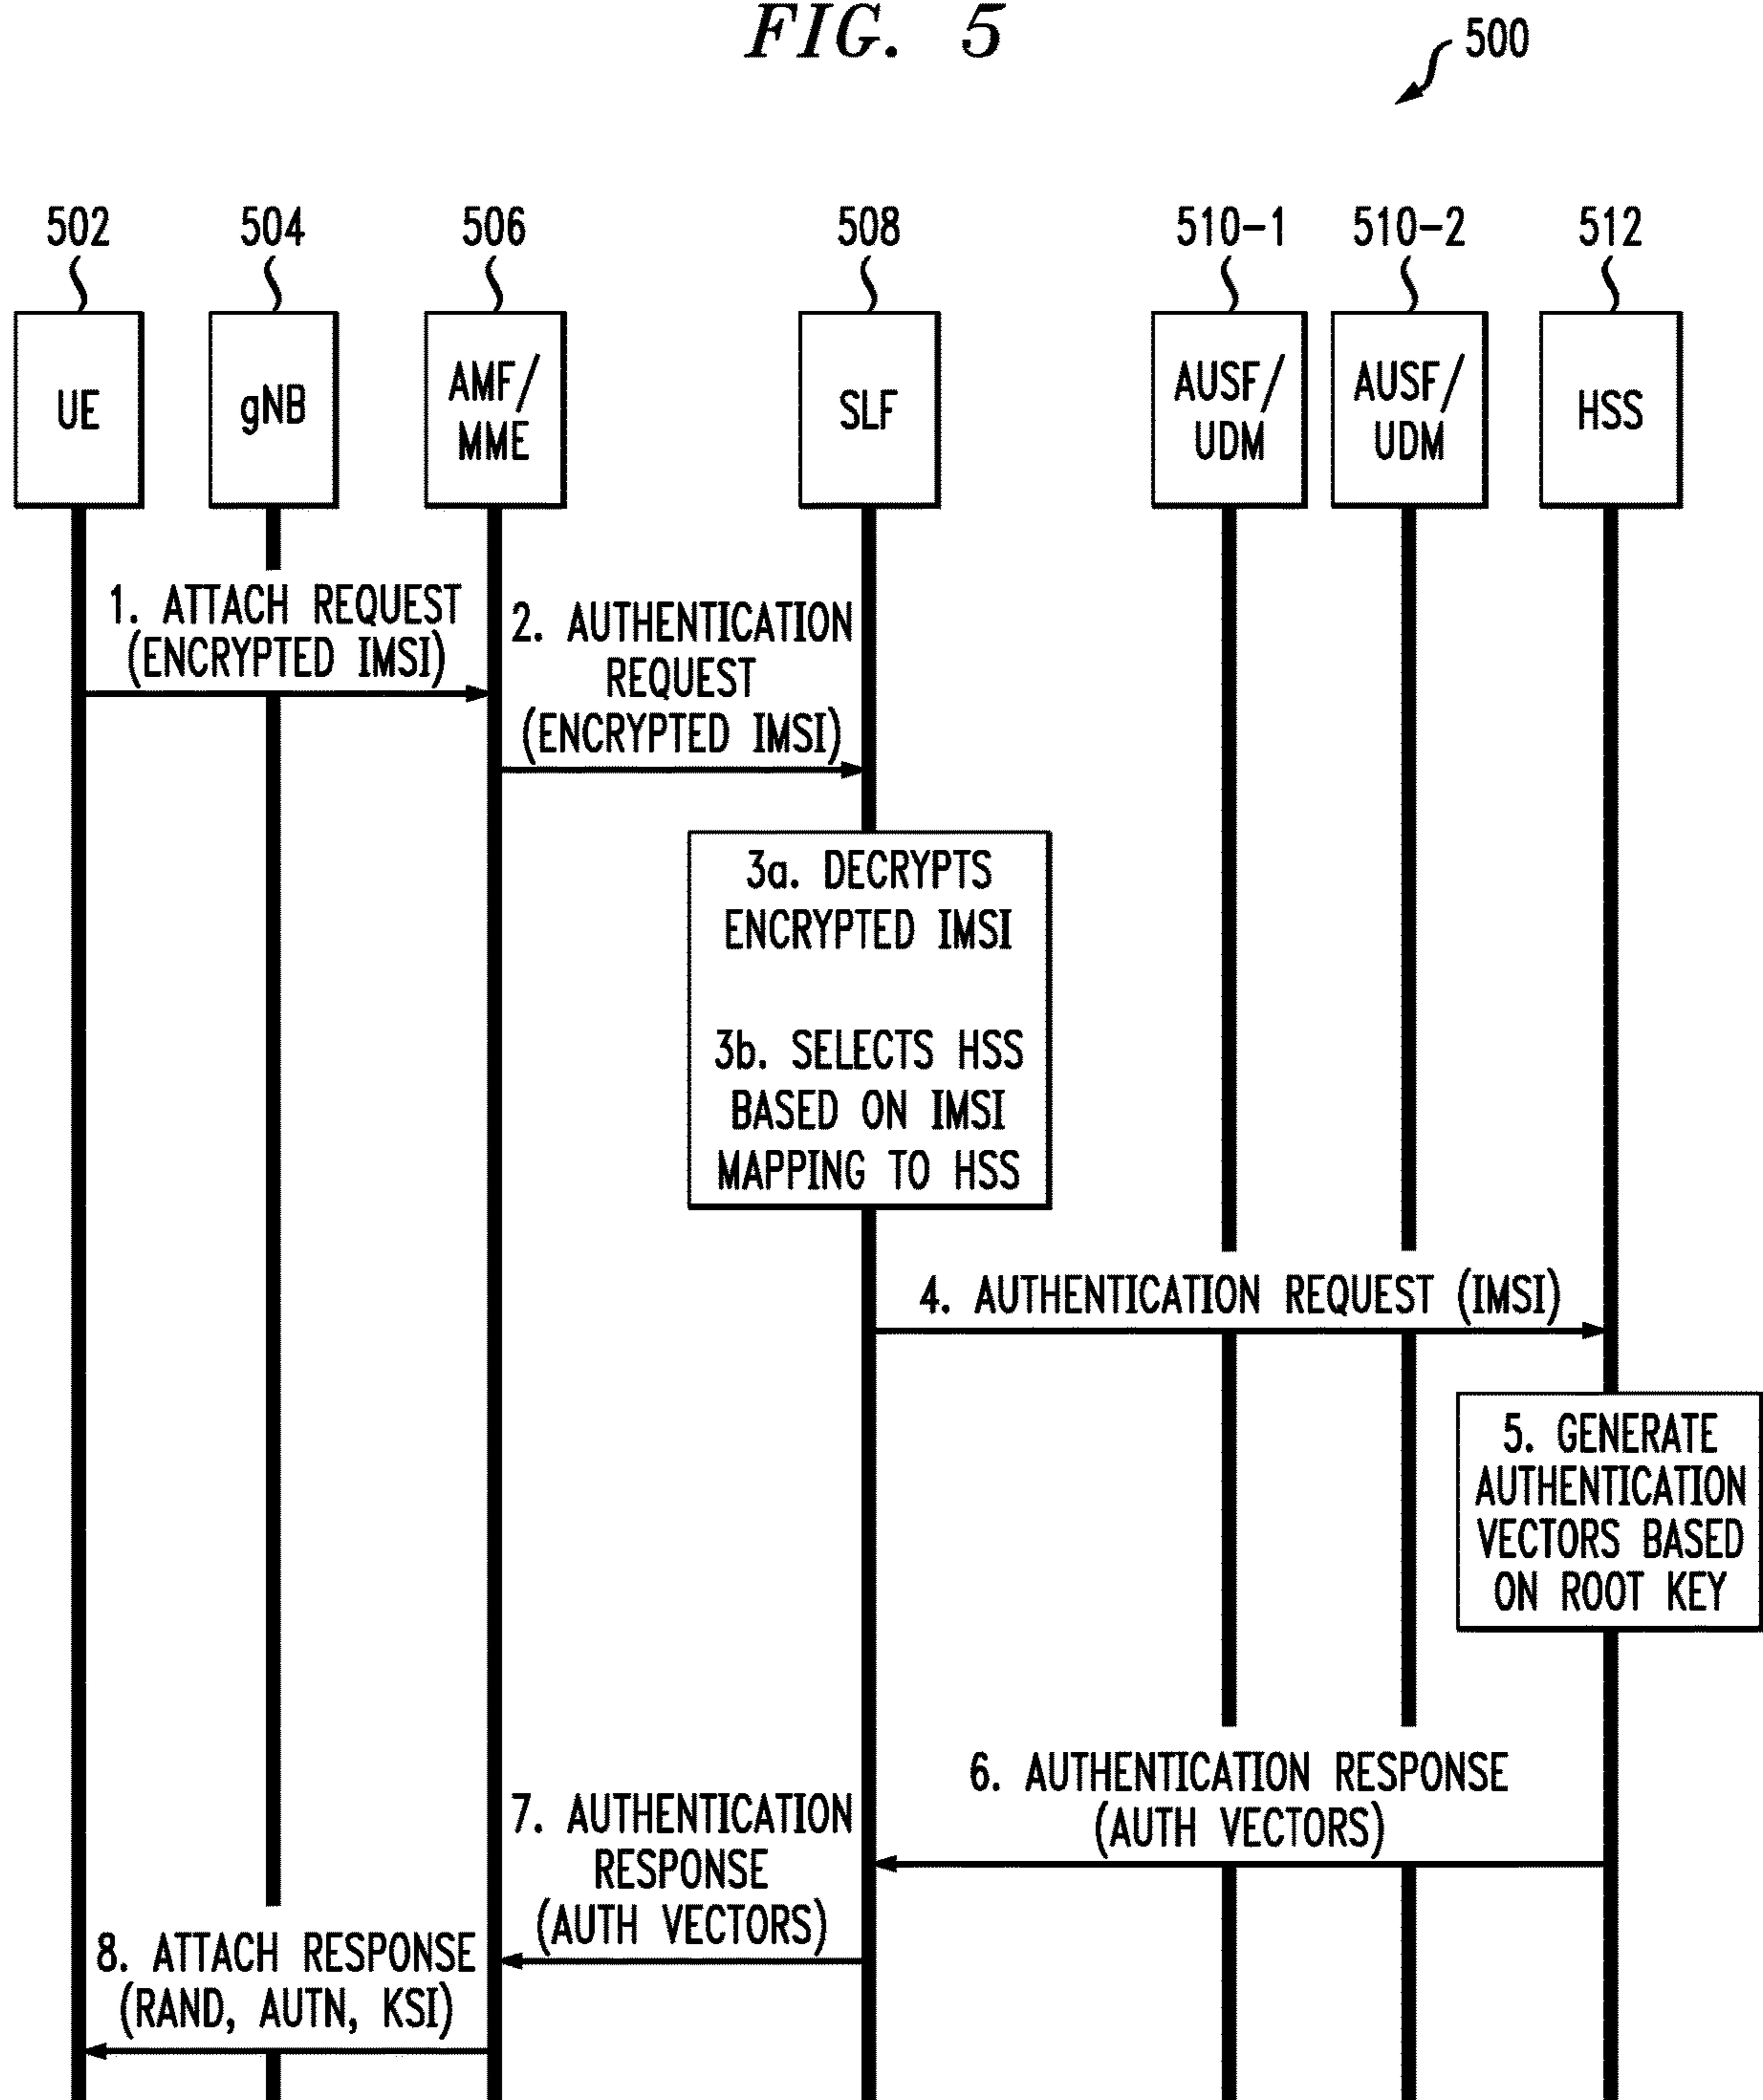 FIG. 5
500
502
504
506
508
510-1
510-2
512
UE
gNB
AMF/
MME
SLF
AUSF/
UDM
AUSF/
UDM
HSS
1. ATTACH REQUEST
(ENCRYPTED IMSI)
2. AUTHENTICATION
REQUEST
(ENCRYPTED IMSI)
3a. DECRYPTS
ENCRYPTED IMSI
3b. SELECTS HSS
BASED ON IMSI
MAPPING TO HSS
4. AUTHENTICATION REQUEST (IMSI)
5. GENERATE
AUTHENTICATION
VECTORS BASED
ON ROOT KEY
6. AUTHENTICATION RESPONSE
(AUTH VECTORS)
7. AUTHENTICATION
RESPONSE
(AUTH VECTORS)
8. ATTACH RESPONSE
(RAND, AUTN, KSI)